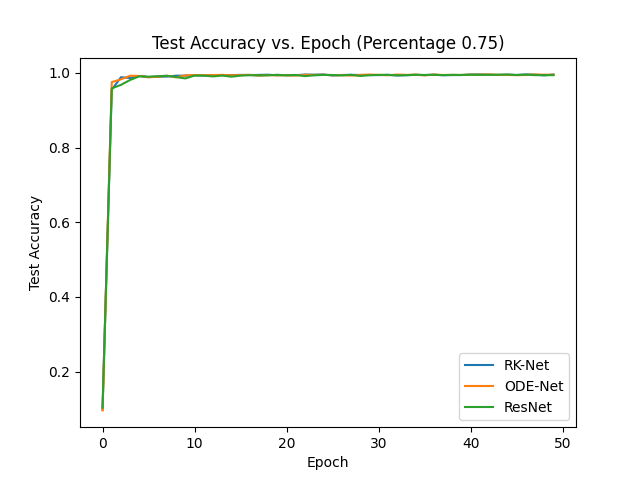 Test Accuracy vs. Epoch (Percentage 0.75)
Test Accuracy
1.0
0.8
0.6
0.4
0.2
0
10
20
30
40
50
Epoch
RK-Net
ODE-Net
ResNet